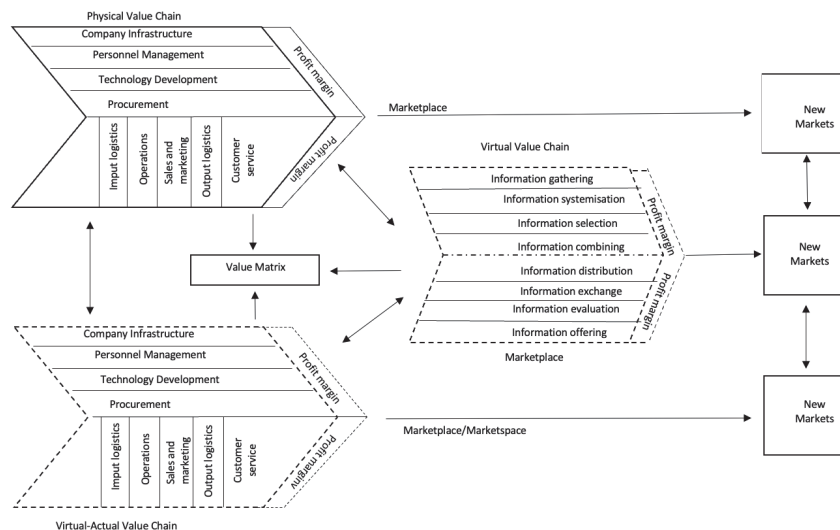 Physical Value Chain
Company Infrastructure
Personnel Management
Technology Development
Procurement
Profit margin
Profit margin
Imput logistics
Operations
Sales and
marketing
Output logistics
Customer
service
Marketplace
New
Markets
Virtual Value Chain
Information gathering
Information systemisation
Information selection
Information combining
Information distribution
Information exchange
Information evaluation
Information offering
Profit margin
Profit margin
Marketplace
New
Markets
Value Matrix
Company Infrastructure
Personnel Management
Technology Development
Procurement
Profit margin
Profit marginv
Imput logistics
Operations
Sales and
marketing
Output logistics
Customer
service
Marketplace/Marketspace
New
Markets
Virtual-Actual Value Chain